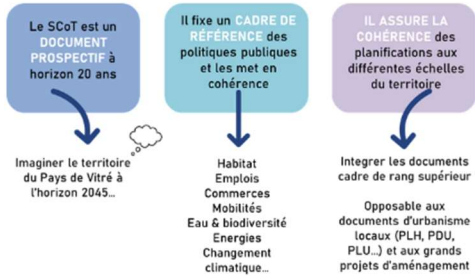 Le SCoT est un
DOCUMENT
PROSPECTIF à
horizon 20 ans
Imaginer le territoire
du Pays de Vitré à
l'horizon 2045...
Il fixe un CADRE DE
RÉFÉRENCE des
politiques publiques
et les met en
cohérence
Habitat
Emplois
Commerces
Mobilités
Eau & biodiversité
Energies
Changement
climatique...
IL ASSURE LA
COHÉRENCE des
planifications aux
différentes échelles
du territoire
Integrer les documents
cadre de rang supérieur
Opposable aux
documents d'urbanisme
locaux (PLH, PDU,
PLU...) et aux grands
projets d'aménagement